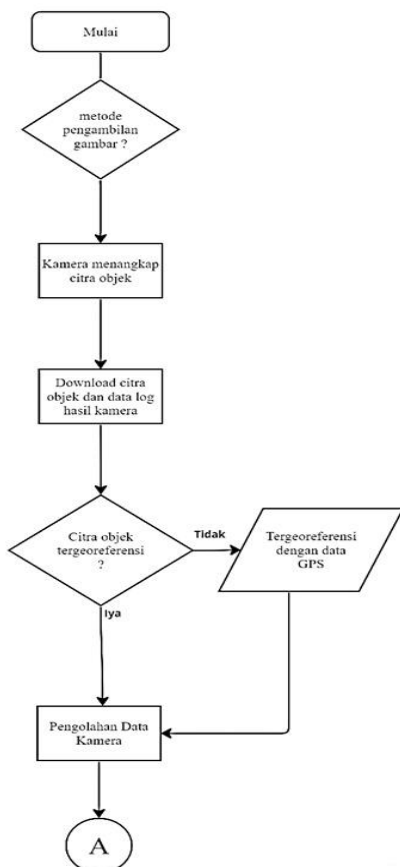 Mulai
metode
pengambilan
gambar ?
Kamera menangkap
citra objek
Download citra
objek dan data log
hasil kamera
Citra objek
tergeoreferensi
?
Tidak
Tergeoreferensi
dengan data
GPS
Iya
Pengolahan Data
Kamera
A